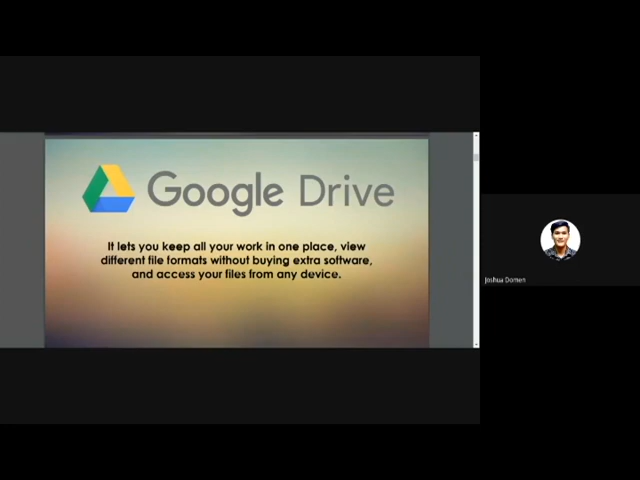 Google Drive
It lets you keep all your work in one place, view
different file formats without buying extra software,
and access your files from any device.
Joshua Domen